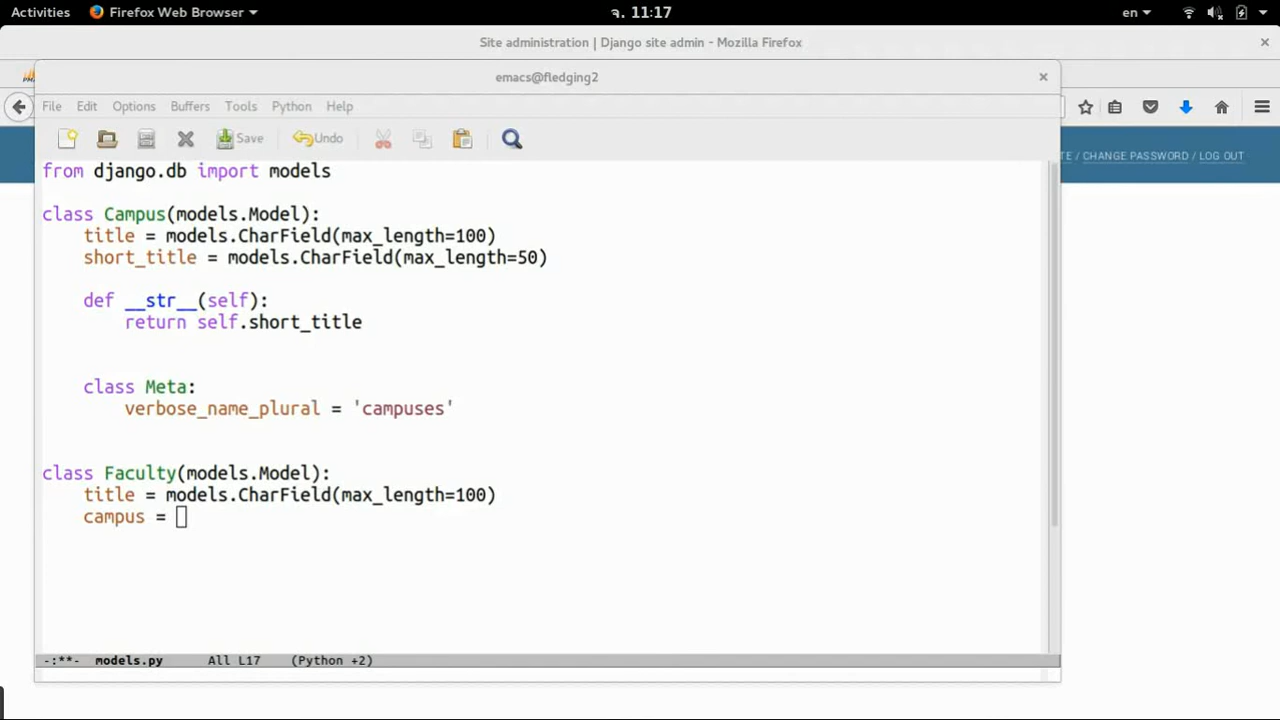 Activities Firefox Web Browser จ. 11:17 en
Site administration | Django site admin - Mozilla Firefox
emacs@fledging2
File Edit Options Buffers Tools Python Help
Save Undo
/ CHANGE PASSWORD / LOG OUT
from django.db import models
class Campus(models.Model):
title = models.CharField(max_length=100)
short_title = models.CharField(max_length=50)
def __str__(self):
return self.short_title
class Meta:
verbose_name_plural = 'campuses'
class Faculty(models.Model):
title = models.CharField(max_length=100)
campus =
-:**- models.py All L17 (Python +2)